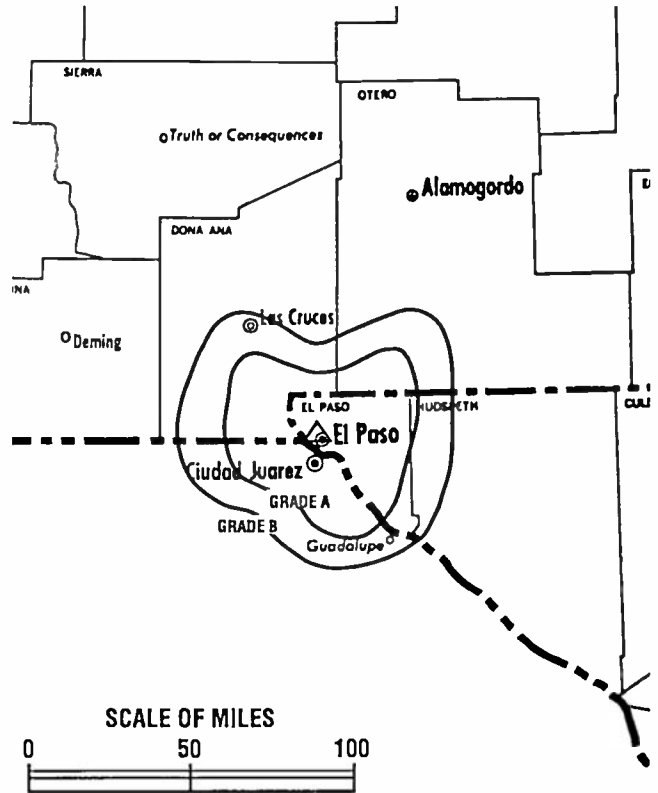 SIERRA
OTERO
Truth or Consequences
Alamogordo
DONA ANA
Las Cruces
Deming
EL PASO
HUDSPETH
El Paso
Ciudad Juarez
GRADE A
GRADE B
Guadalupe
SCALE OF MILES
0 50 100